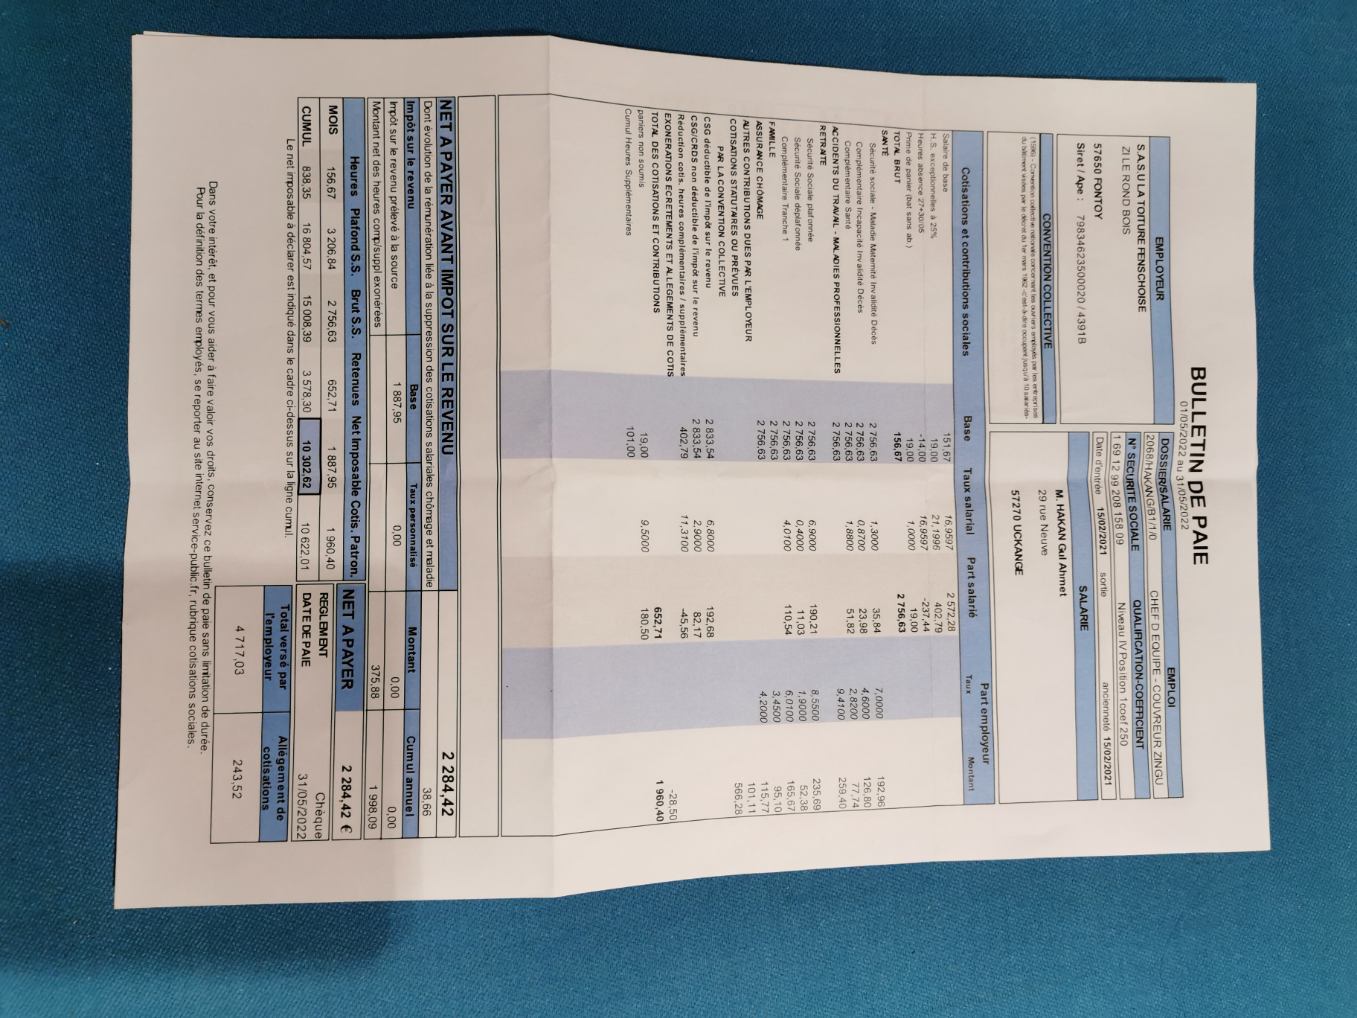 BULLETIN DE PAIE
01/05/2022 au 31/05/2022
EMPLOYEUR
S.A.S.U LA TOITURE FENSCHOISE
ZI LE ROND BOIS
57650 FONTOY
Siret / Ape : 79834623500020 / 4391B
CONVENTION COLLECTIVE
(1596) - Convention collective nationale concernant les ouvriers employés par les entreprises
du bâtiment visées par le décret du 1er mars 1962 -c'est-à-dire occupant jusqu'à 10 salariés-
DOSSIER/SALARIE EMPLOI
2068/HAKANG/B1/1/0 CHEF D EQUIPE - COUVREUR ZINGU
N° SECURITE SOCIALE QUALIFICATION-COEFFICIENT
1 69 12 99 208 158 09 Niveau IV Position 1coef 250
Date d'entrée 15/02/2021 sortie ancienneté 15/02/2021
SALARIE
M. HAKAN Gul Ahmet
29 rue Neuve
57270 UCKANGE
Part employeur
Cotisations et contributions sociales Base Taux salarial Part salarié Taux Montant
Salaire de base 151,67 16,9597 2 572,28
H.S. exceptionnelles à 25% 19,00 21,1996 402,79
Heures absence 27+30/05 -14,00 16,9597 -237,44
Prime de panier (bat sans ab.) 19,00 1,0000 19,00
TOTAL BRUT 156,67 2 756,63
SANTÉ
Sécurité sociale - Maladie Maternité Invalidité Décès 2 756,63 1,3000 35,84 7,0000 192,96
Complémentaire Incapacité Invalidité Décès 2 756,63 0,8700 23,98 4,6000 126,80
Complémentaire Santé 2 756,63 1,8800 51,82 2,8200 77,74
ACCIDENTS DU TRAVAIL - MALADIES PROFESSIONNELLES 2 756,63 9,4100 259,40
RETRAITE
Sécurité Sociale plafonnée 2 756,63 6,9000 190,21 8,5500 235,69
Sécurité Sociale déplafonnée 2 756,63 0,4000 11,03 1,9000 52,38
Complémentaire Tranche 1 2 756,63 4,0100 110,54 6,0100 165,67
FAMILLE 2 756,63 3,4500 95,10
ASSURANCE CHÔMAGE 2 756,63 4,2000 115,77
AUTRES CONTRIBUTIONS DUES PAR L'EMPLOYEUR 101,11
COTISATIONS STATUTAIRES OU PRÉVUES 566,28
PAR LA CONVENTION COLLECTIVE
CSG déductible de l'impôt sur le revenu 2 833,54 6,8000 192,68
CSG/CRDS non déductible de l'impôt sur le revenu 2 833,54 2,9000 82,17
Réduction cotis. heures complémentaires / supplémentaires 402,79 11,3100 -45,56
EXONERATIONS ECRETEMENTS ET ALLEGEMENTS DE COTIS -28,50
TOTAL DES COTISATIONS ET CONTRIBUTIONS 652,71 1 960,40
paniers non soumis 19,00 9,5000 180,50
Cumul Heures Supplémentaires 101,00
NET A PAYER AVANT IMPOT SUR LE REVENU 2 284,42
Dont évolution de la rémunération liée à la suppression des cotisations salariales chômage et maladie 38,66
Impôt sur le revenu Base Taux personnalisé Montant Cumul annuel
Impôt sur le revenu prélevé à la source 1 887,95 0,00 0,00 0,00
Montant net des heures comp/suppl exonérées 375,88 1 998,09
Heures Plafond S.S. Brut S.S. Retenues Net Imposable Cotis. Patron.
MOIS 156,67 3 206,84 2 756,63 652,71 1 887,95 1 960,40
CUMUL 838,35 16 804,57 15 008,39 3 578,30 10 302,62 10 622,01
Le net imposable à déclarer est indiqué dans le cadre ci-dessus sur la ligne cumul.
NET A PAYER 2 284,42 €
REGLEMENT Chèque
DATE DE PAIE 31/05/2022
Total versé par l'employeur Allègement de cotisations
4 717,03 243,52
Dans votre intérêt, et pour vous aider à faire valoir vos droits, conservez ce bulletin de paie sans limitation de durée.
Pour la définition des termes employés, se reporter au site internet service-public.fr, rubrique cotisations sociales.